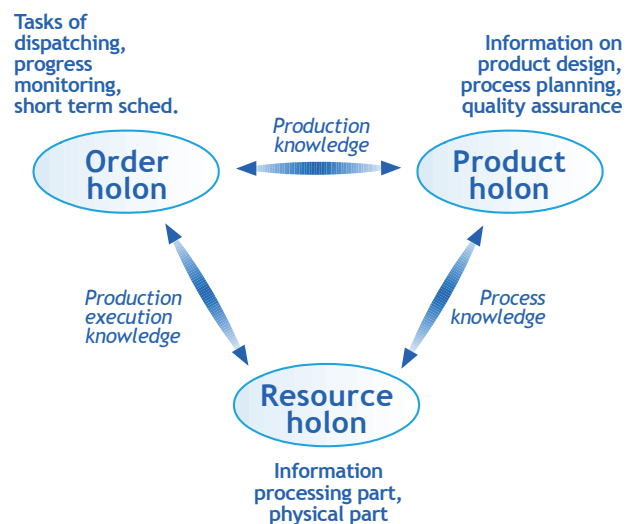 Tasks of
dispatching,
progress
monitoring,
short term sched.
Information on
product design,
process planning,
quality assurance
Production
knowledge
Order
holon
Product
holon
Production
execution
knowledge
Process
knowledge
Resource
holon
Information
processing part,
physical part